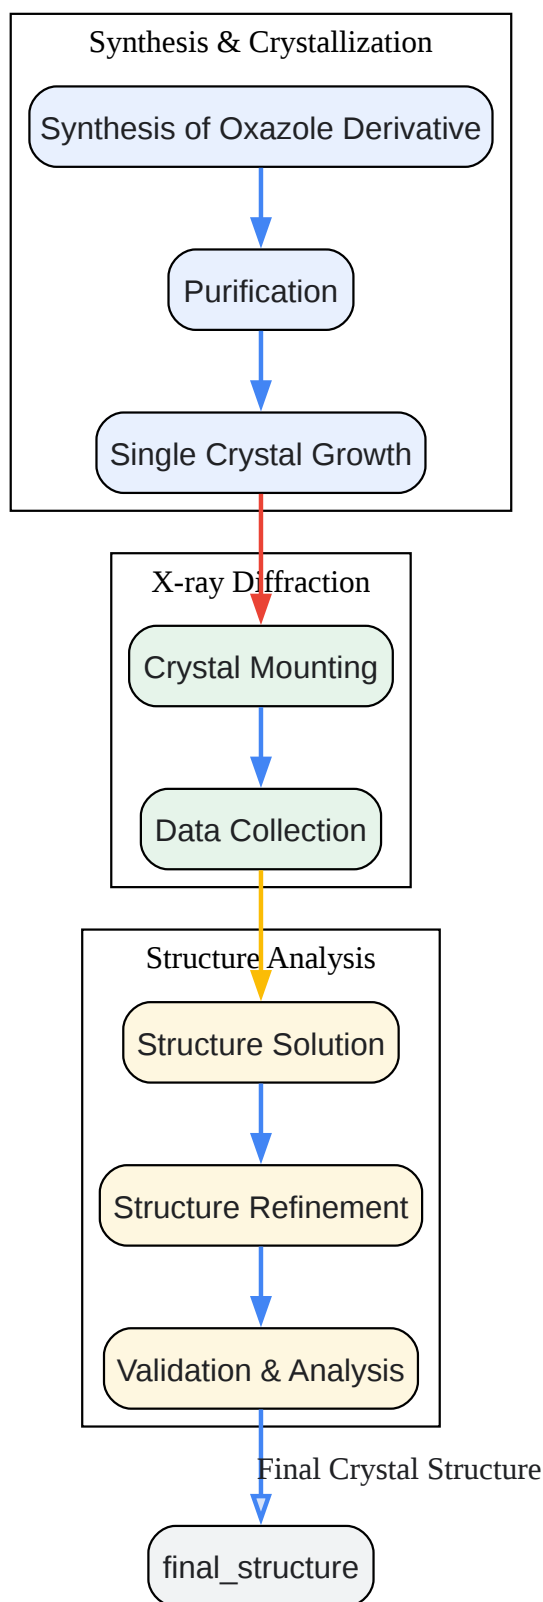 Synthesis & Crystallization
Synthesis of Oxazole Derivative
Purification
Single Crystal Growth
X-ray Diffraction
Crystal Mounting
Data Collection
Structure Analysis
Structure Solution
Structure Refinement
Validation & Analysis
Final Crystal Structure
final_structure